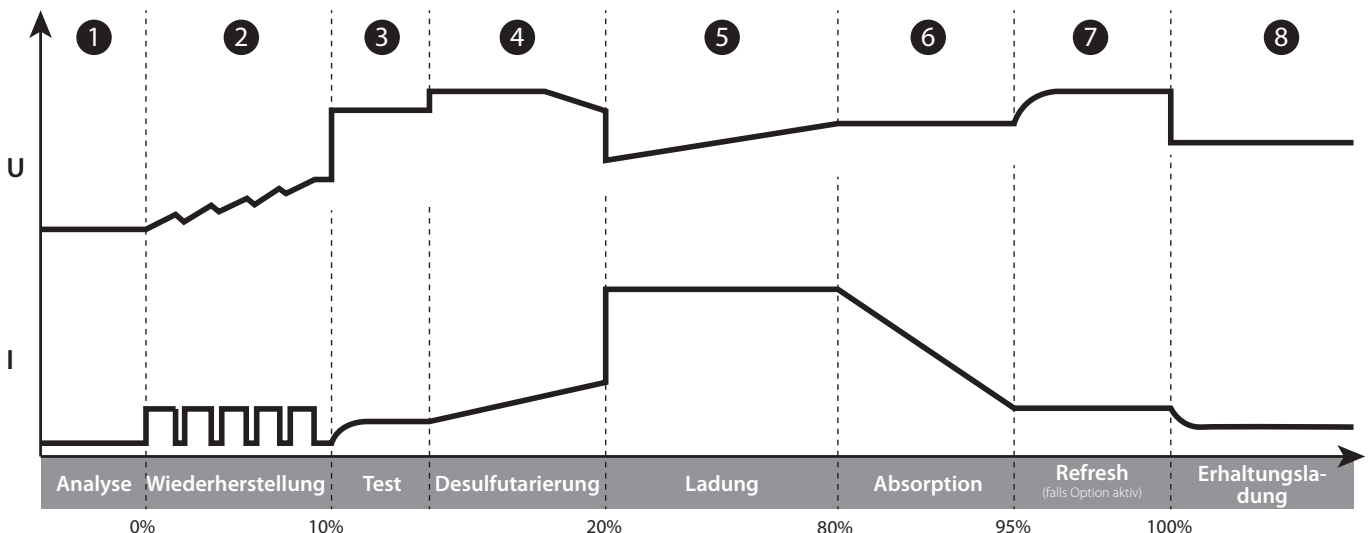 1 2 3 4 5 6 7 8
U
I
Analyse Wiederherstellung Test Desulfutarierung Ladung Absorption Refresh Erhaltungsla-
(falls Option aktiv) dung
0% 10% 20% 80% 95% 100%